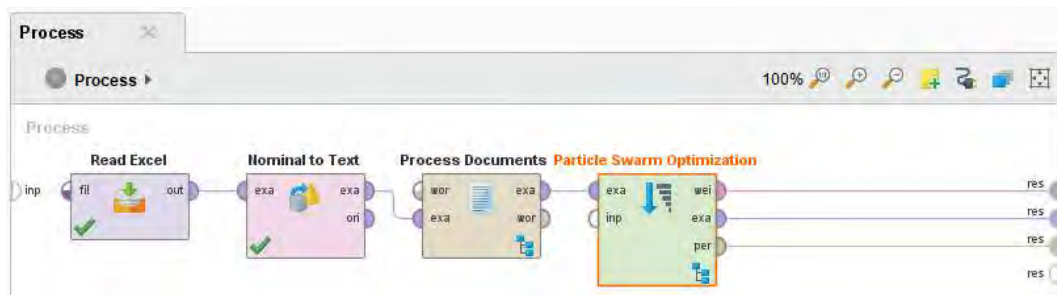 Process
Process
100%
Process
Read Excel
Nominal to Text
Process Documents
Particle Swarm Optimization
inp
fil
out
exa
exa
ori
wor
exa
exa
wor
exa
wei
inp
exa
per
res
res
res
res